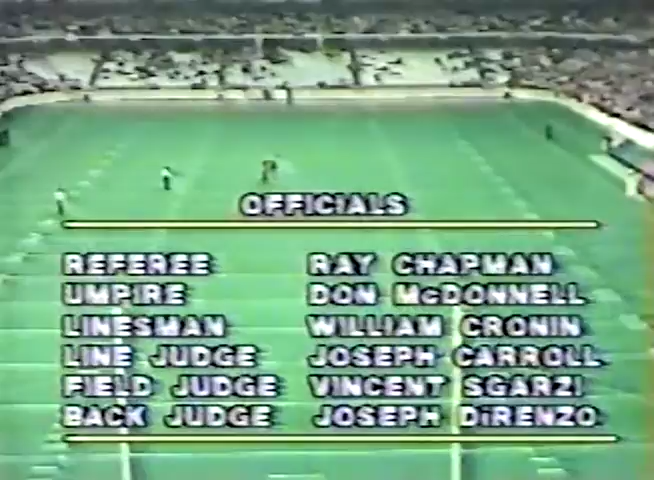 OFFICIALS
REFEREE RAY CHAPMAN
UMPIRE DON McDONNELL
LINESMAN WILLIAM CRONIN
LINE JUDGE JOSEPH CARROLL
FIELD JUDGE VINCENT SGARZI
BACK JUDGE JOSEPH DiRENZO